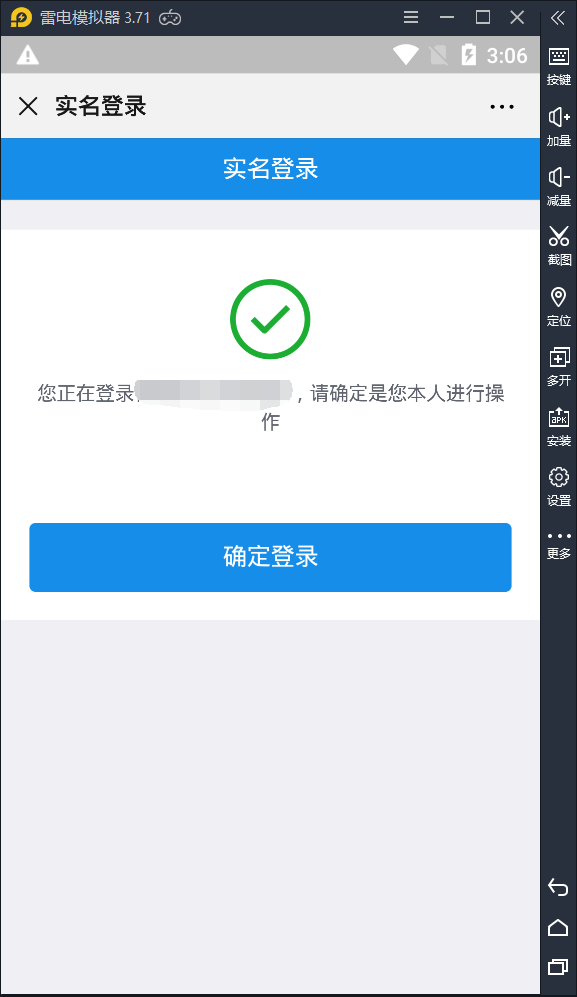 雷电模拟器 3.71
3:06
实名登录
实名登录
您正在登录，请确定是您本人进行操
作
确定登录
按键
加量
减量
截图
定位
多开
APK
安装
设置
更多